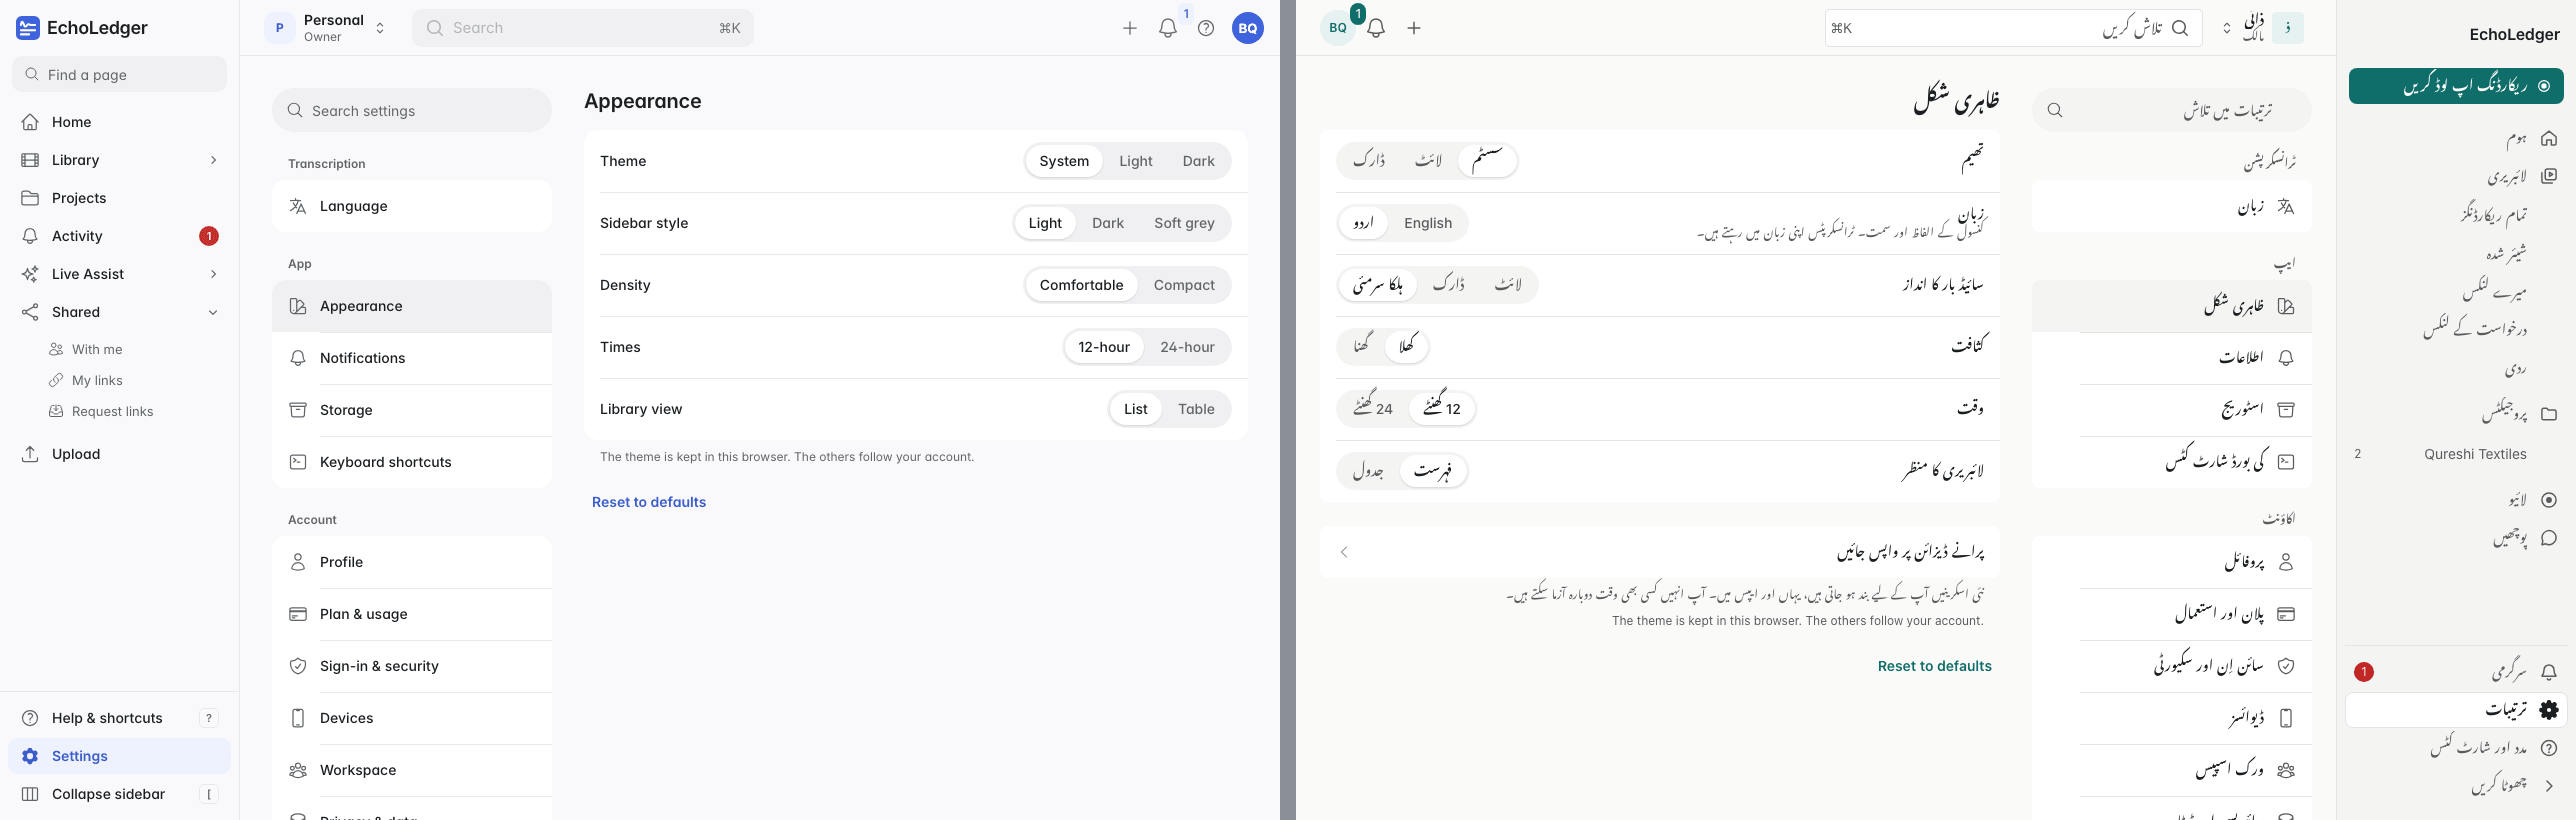 EchoLedger
Find a page
Home
Library
Projects
Activity 1
Live Assist
Shared
With me
My links
Request links
Upload
Help & shortcuts ?
Settings
Collapse sidebar [
P Personal
Owner
Search ⌘K
1
BQ
Search settings
Transcription
Language
App
Appearance
Notifications
Storage
Keyboard shortcuts
Account
Profile
Plan & usage
Sign-in & security
Devices
Workspace
Privacy & data
Appearance
Theme System Light Dark
Sidebar style Light Dark Soft grey
Density Comfortable Compact
Times 12-hour 24-hour
Library view List Table
The theme is kept in this browser. The others follow your account.
Reset to defaults
EchoLedger
ریکارڈنگ اپ لوڈ کریں
ہوم
لائبریری
تمام ریکارڈنگز
شیئر شدہ
میرے لنکس
درخواست کے لنکس
ردی
پروجیکٹس
Qureshi Textiles 2
لائیو
پوچھیں
سرگرمی 1
ترتیبات
مدد اور شارٹ کٹس
چھوٹا کریں
ذ ذاتی
مالک
تلاش کریں ⌘K
BQ 1
ترتیبات میں تلاش
ٹرانسکرپشن
زبان
ایپ
ظاہری شکل
اطلاعات
اسٹوریج
کی بورڈ شارٹ کٹس
اکاؤنٹ
پروفائل
پلان اور استعمال
سائن اِن اور سکیورٹی
ڈیوائسز
ورک اسپیس
ظاہری شکل
تھیم سسٹم لائٹ ڈارک
زبان اردو English
کنسول کے الفاظ اور سمت۔ ٹرانسکرپٹس اپنی زبان میں رہتے ہیں۔
سائیڈ بار کا انداز لائٹ ڈارک ہلکا سرمئی
کثافت کھلا گھنا
وقت 12 گھنٹے 24 گھنٹے
لائبریری کا منظر فہرست جدول
پرانے ڈیزائن پر واپس جائیں
نئی اسکرینیں آپ کے لیے بند ہو جاتی ہیں، یہاں اور ایپس میں۔ آپ انہیں کسی بھی وقت دوبارہ آزما سکتے ہیں۔
The theme is kept in this browser. The others follow your account.
Reset to defaults